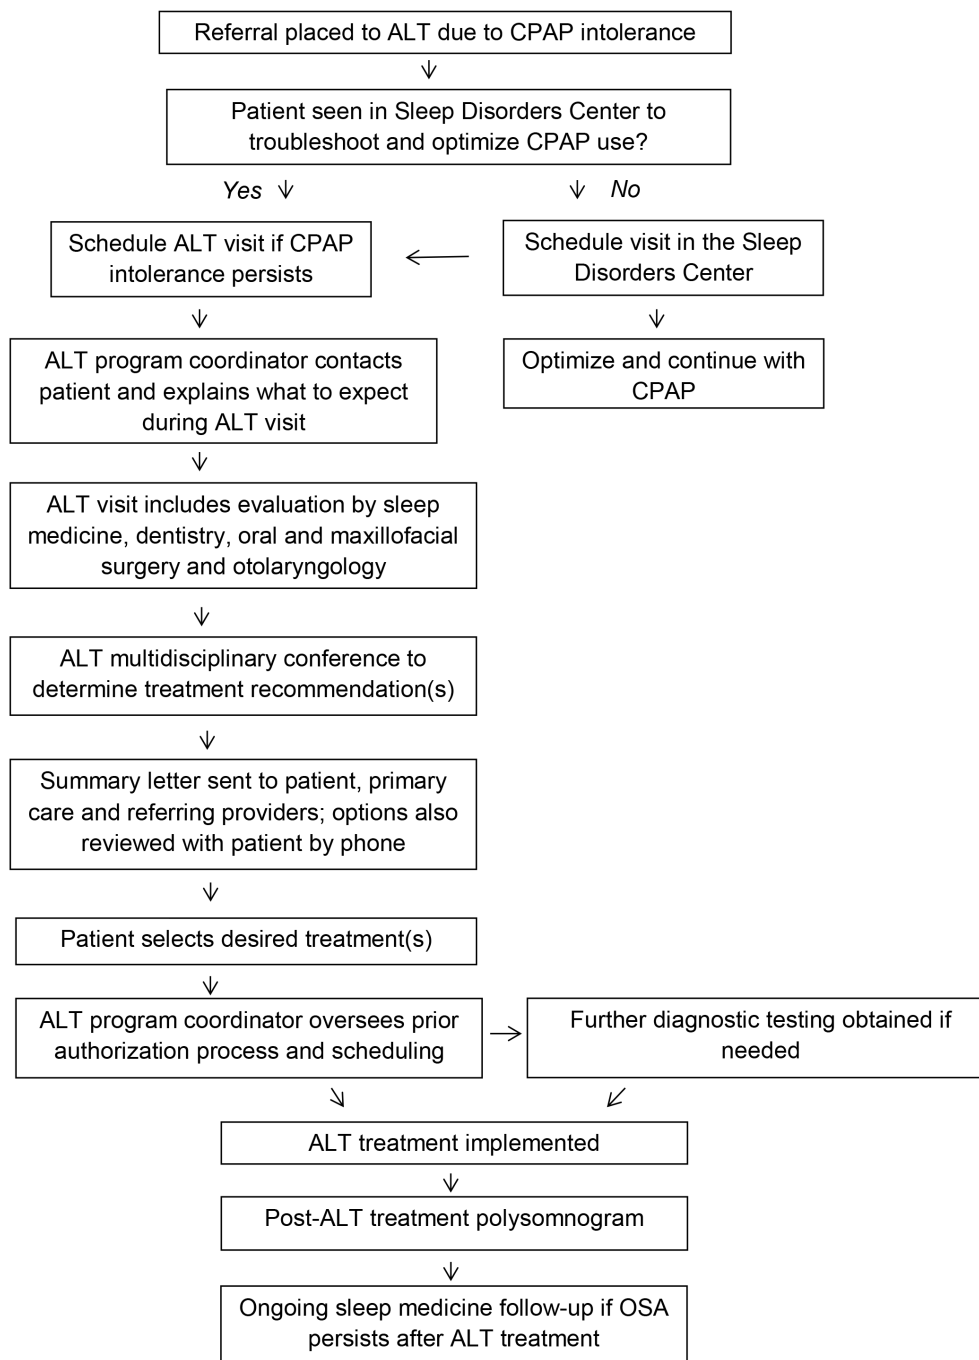 Referral placed to ALT due to CPAP intolerance
Patient seen in Sleep Disorders Center to
troubleshoot and optimize CPAP use?
Yes
No
Schedule ALT visit if CPAP
intolerance persists
Schedule visit in the Sleep
Disorders Center
ALT program coordinator contacts
patient and explains what to expect
during ALT visit
Optimize and continue with
CPAP
ALT visit includes evaluation by sleep
medicine, dentistry, oral and maxillofacial
surgery and otolaryngology
ALT multidisciplinary conference to
determine treatment recommendation(s)
Summary letter sent to patient, primary
care and referring providers; options also
reviewed with patient by phone
Patient selects desired treatment(s)
ALT program coordinator oversees prior
authorization process and scheduling
Further diagnostic testing obtained if
needed
ALT treatment implemented
Post-ALT treatment polysomnogram
Ongoing sleep medicine follow-up if OSA
persists after ALT treatment